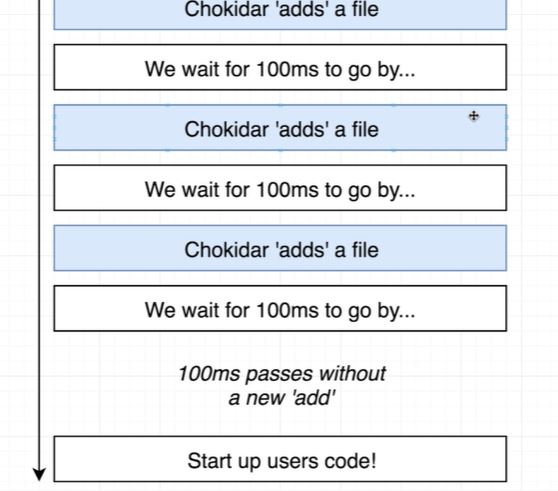 Chokidar 'adds' a file
We wait for 100ms to go by...
Chokidar 'adds' a file
We wait for 100ms to go by...
Chokidar 'adds' a file
We wait for 100ms to go by...
100ms passes without
a new 'add'
Start up users code!